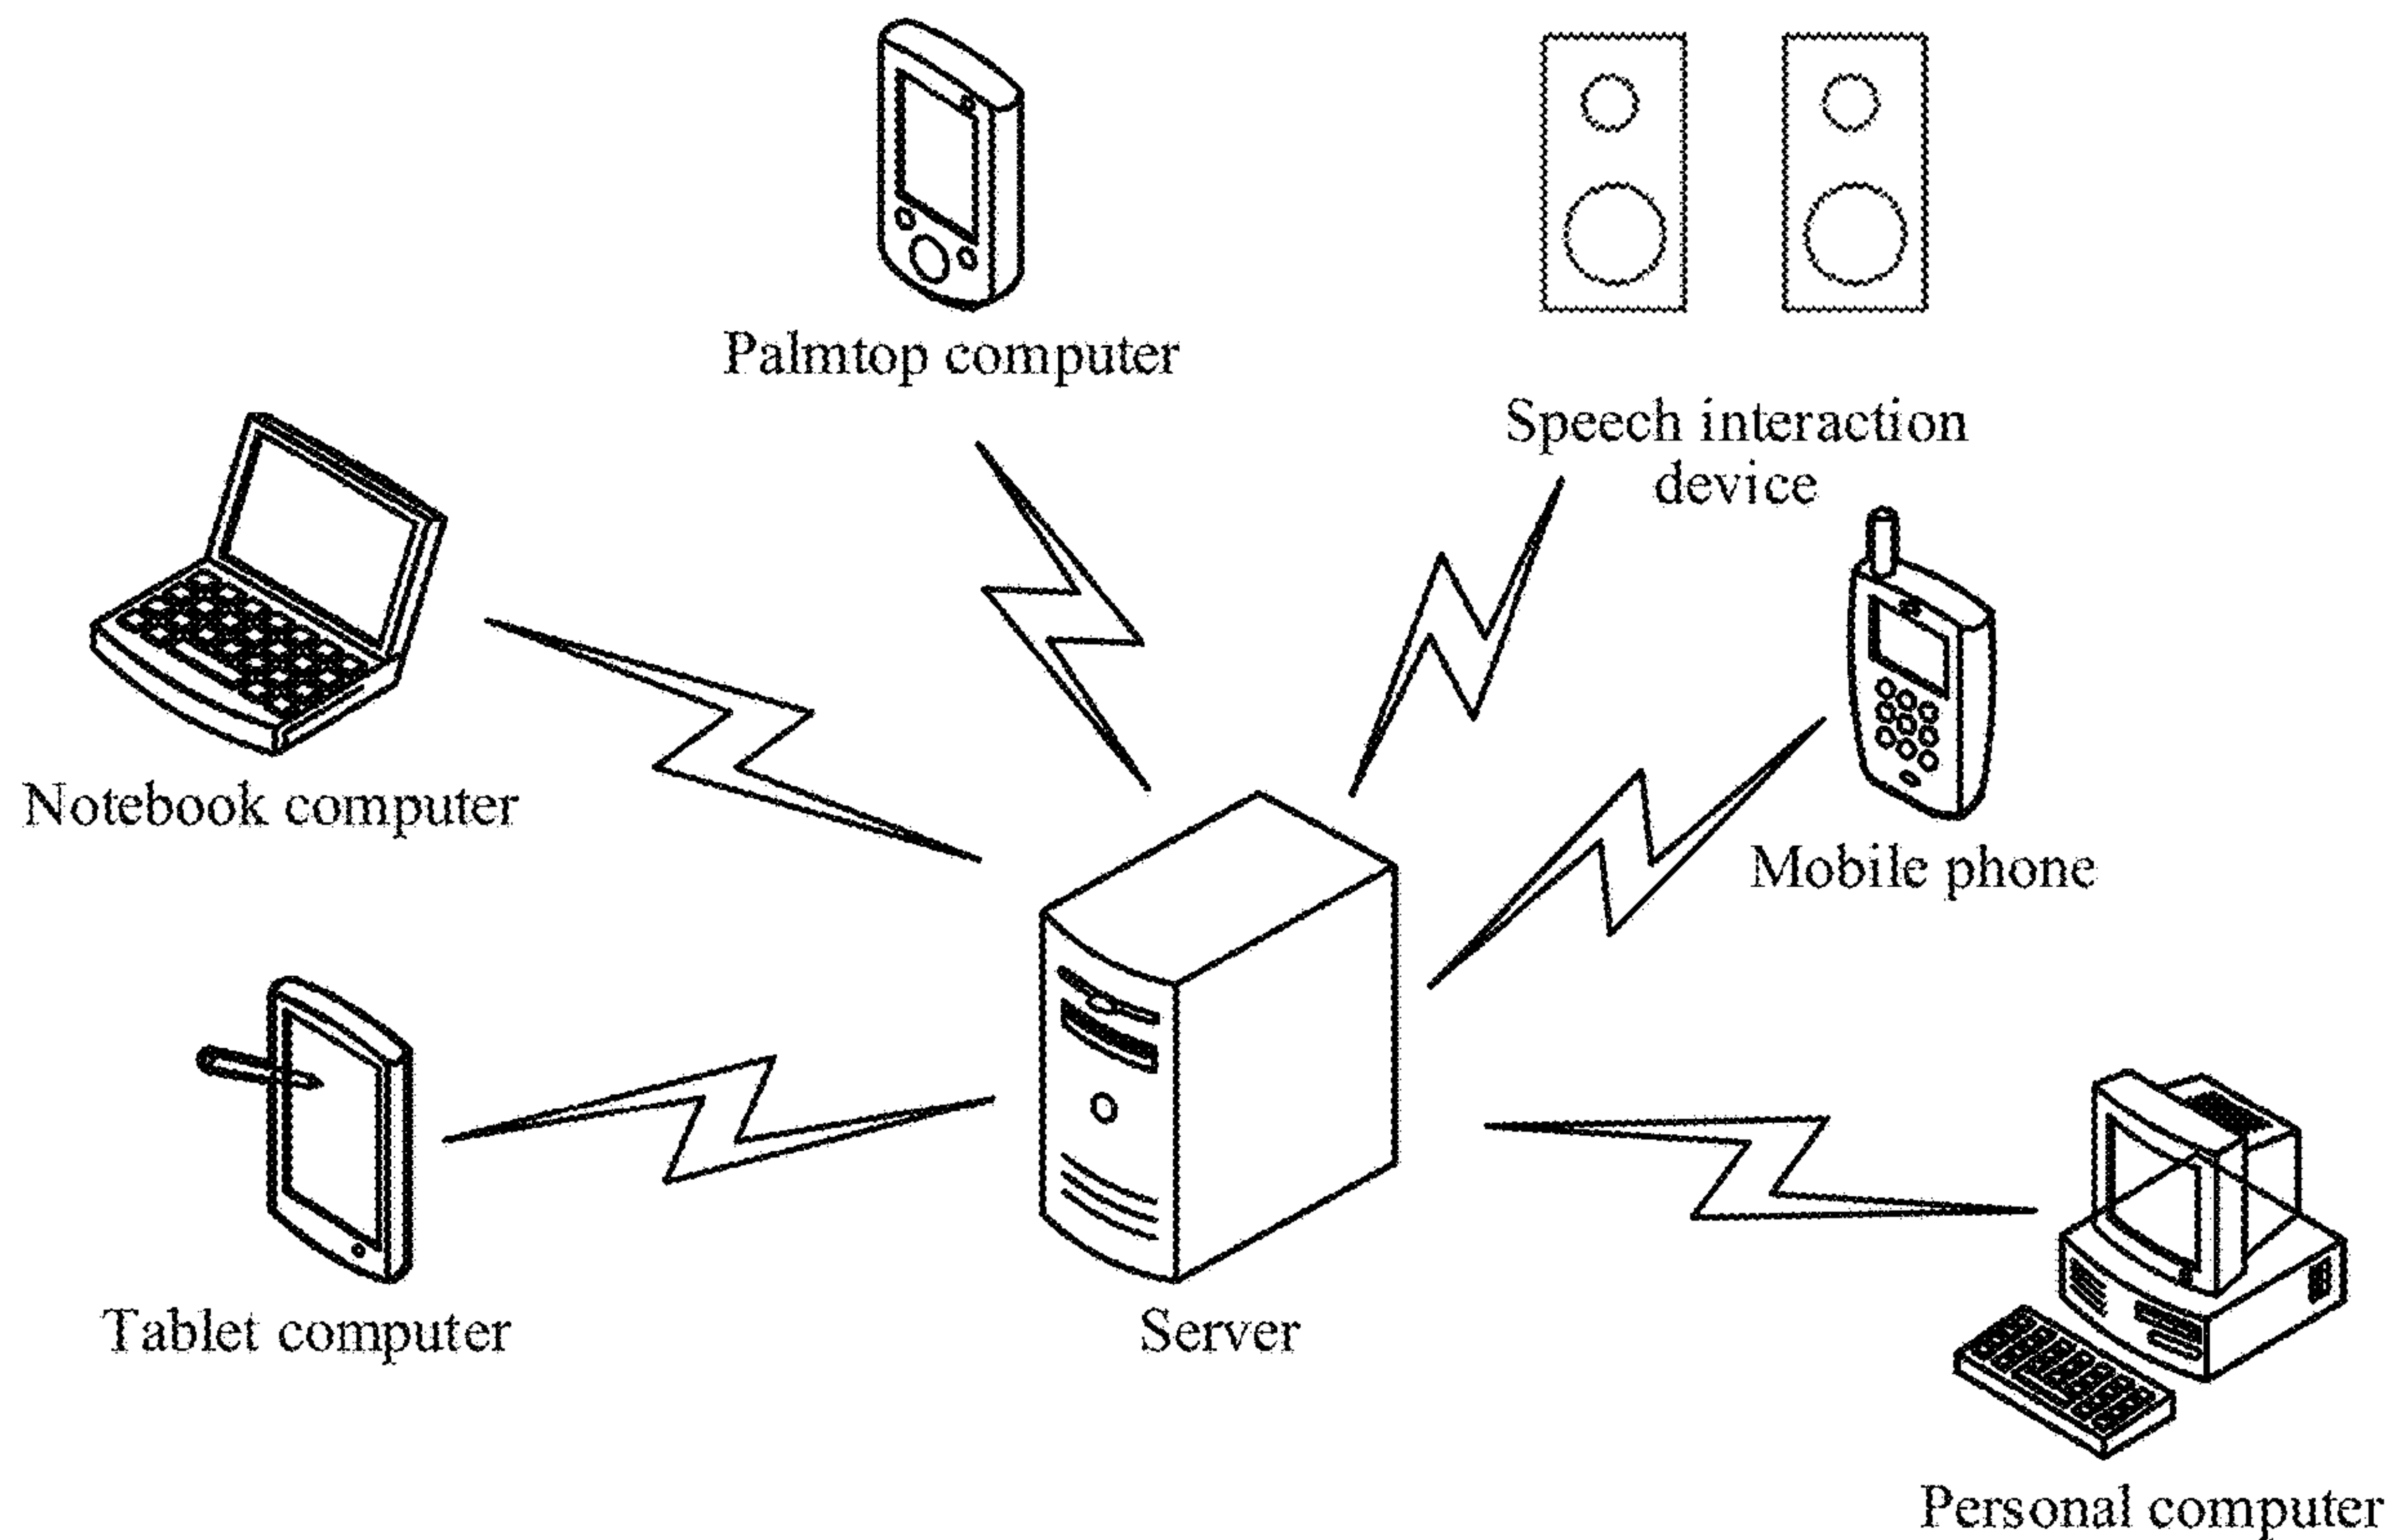 Palmtop computer
Speech interaction
device
Notebook computer
Mobile phone
Tablet computer
Server
Personal computer